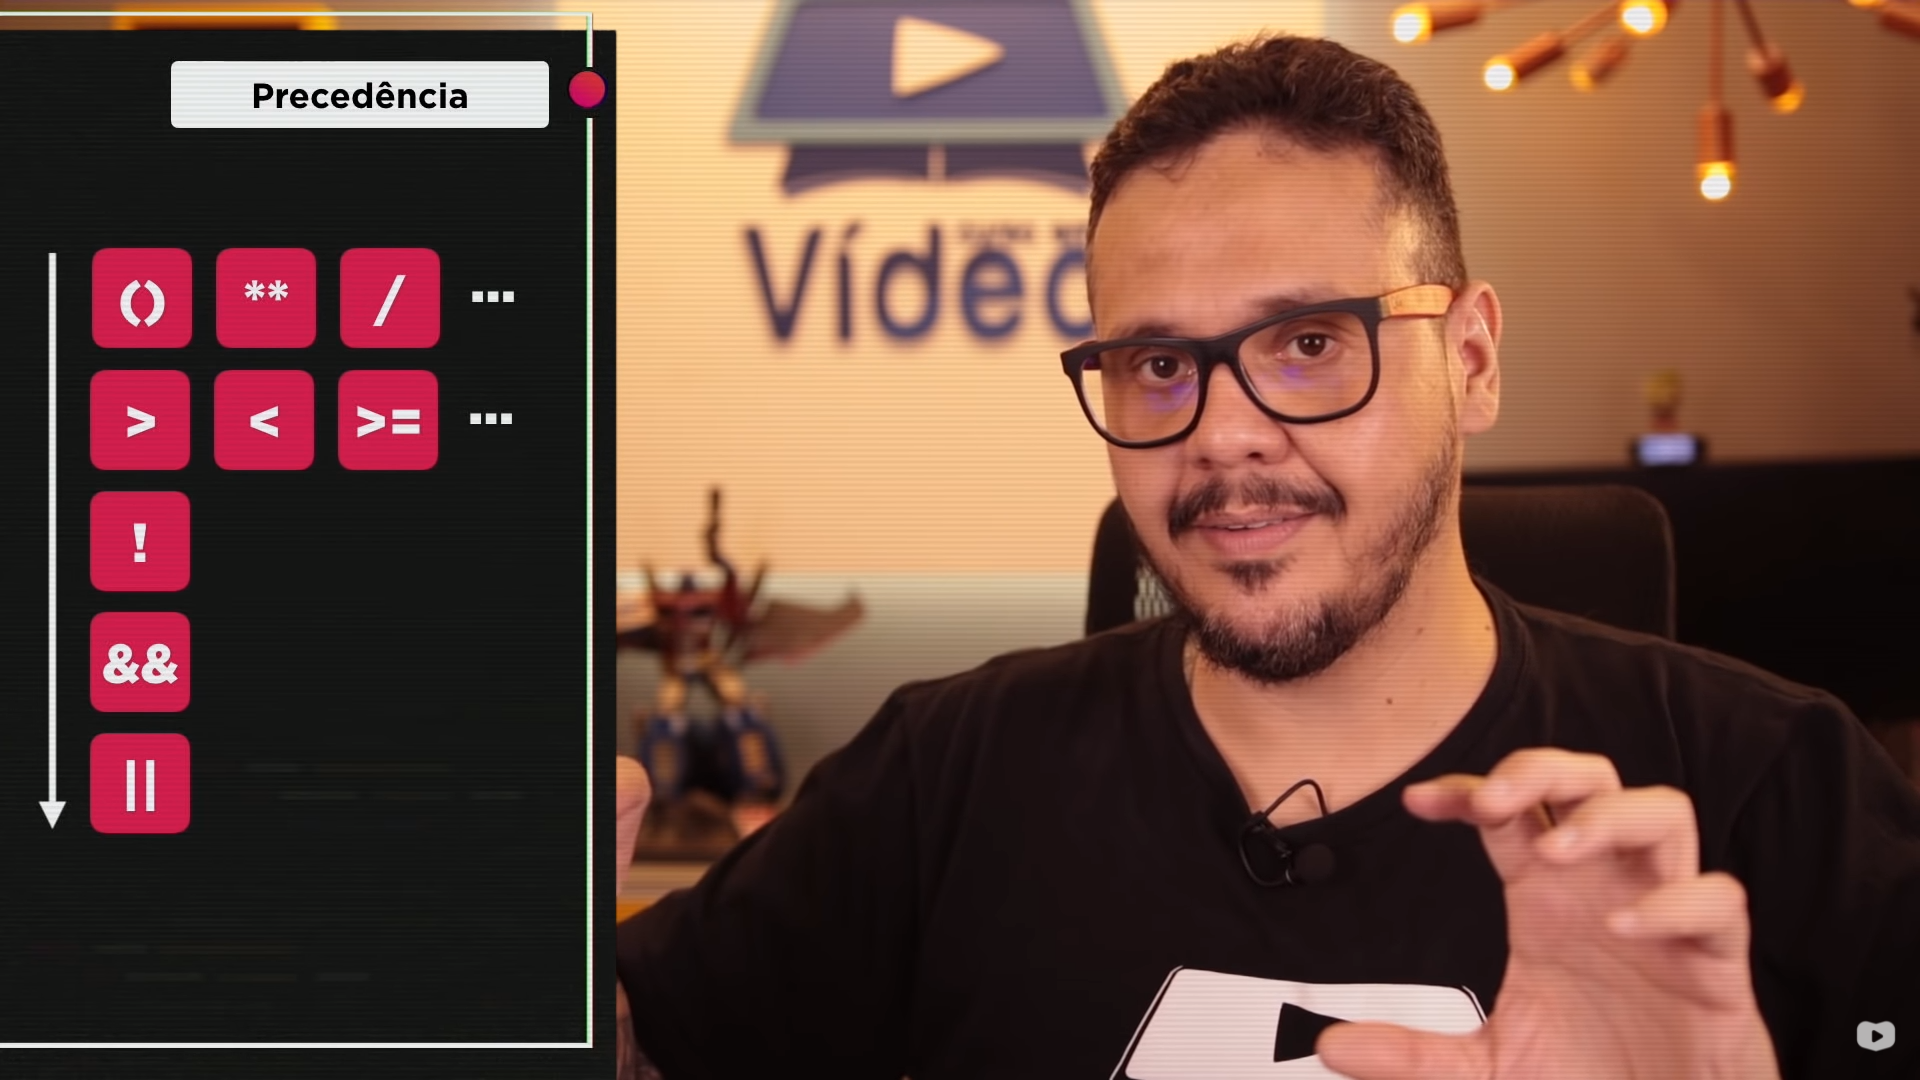 Precedência
() ** / ...
> < >= ...
!
&&
||
Vídeo